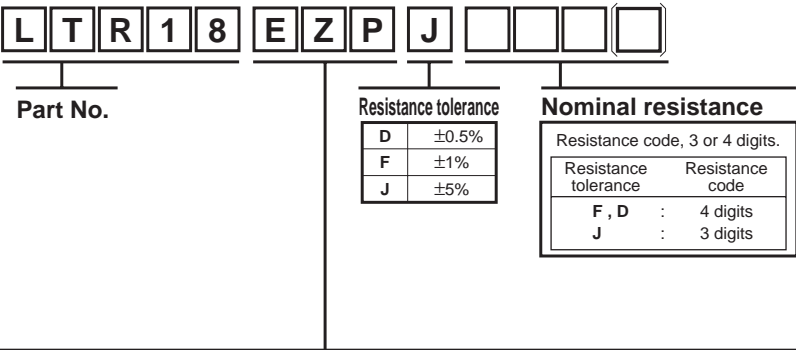 L T R 1 8 E Z P J
Part No.
Resistance tolerance
D ±0.5%
F ±1%
J ±5%
Nominal resistance
Resistance code, 3 or 4 digits.
Resistance tolerance Resistance code
F , D : 4 digits
J : 3 digits